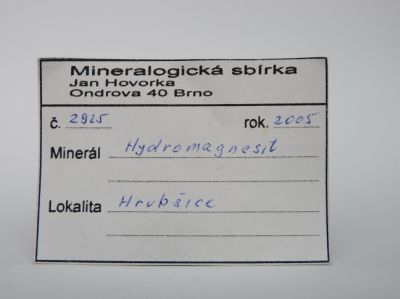 Mineralogická sbírka
Jan Hovorka
Ondrova 40 Brno
č. 2925 rok. 2005
Minerál Hydromagnesit
Lokalita Hrubšice